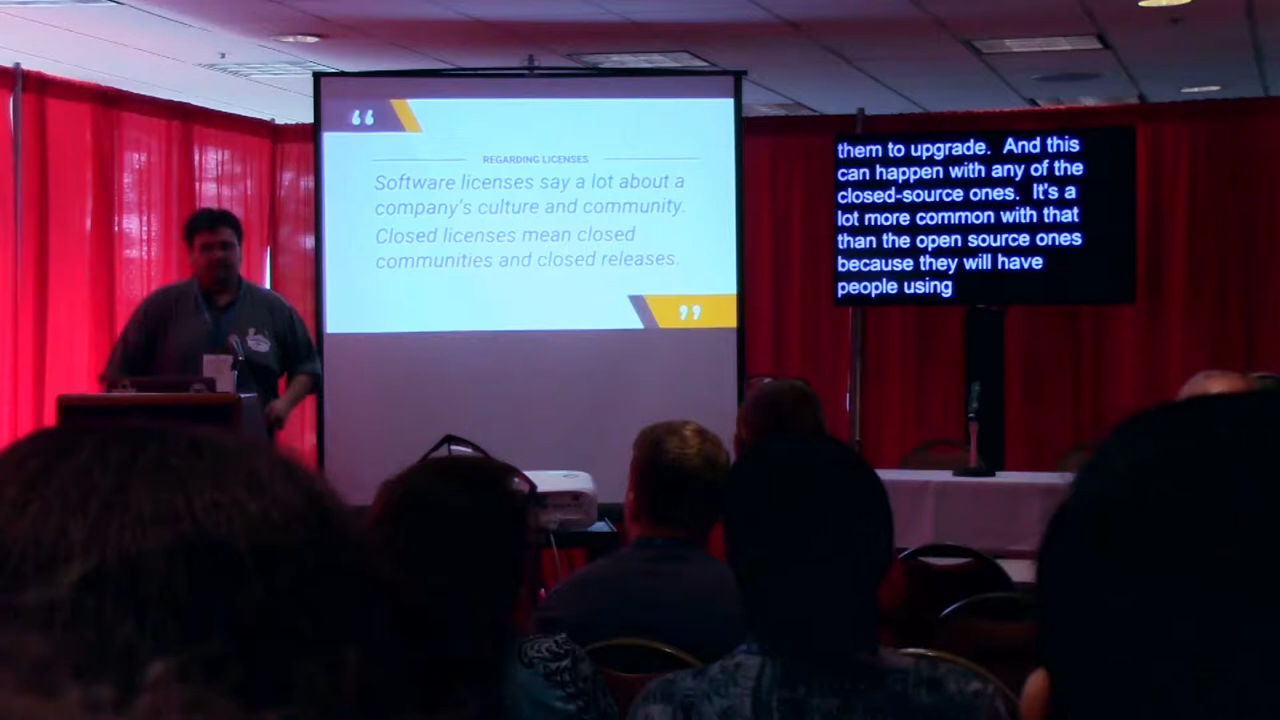 “
REGARDING LICENSES
Software licenses say a lot about a
company's culture and community.
Closed licenses mean closed
communities and closed releases.
”
them to upgrade.  And this
can happen with any of the
closed-source ones.  It's a
lot more common with that
than the open source ones
because they will have
people using